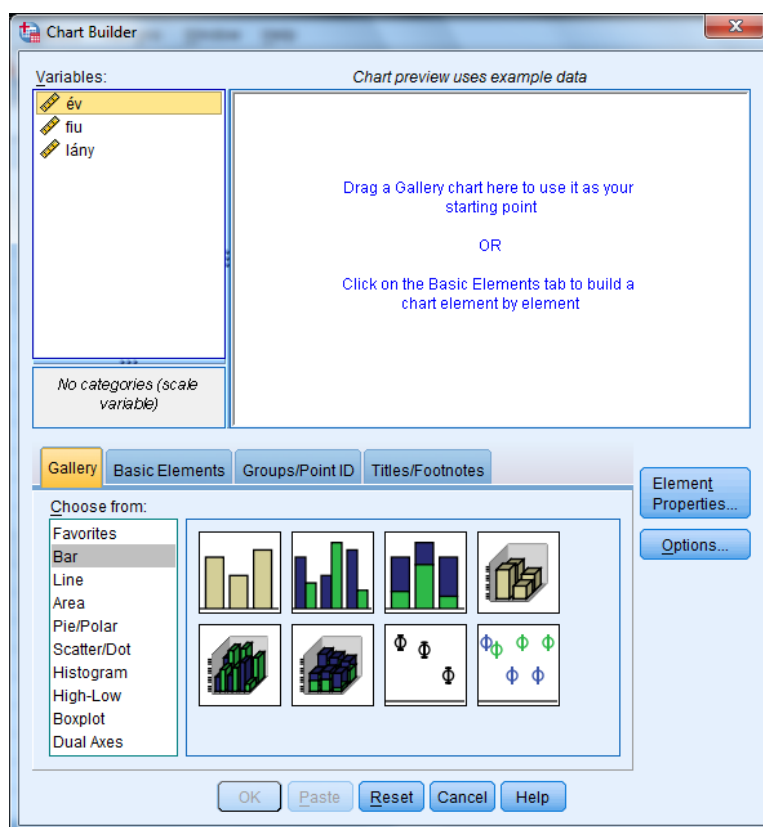 Chart Builder
Variables:
Chart preview uses example data
év
fiu
lány
Drag a Gallery chart here to use it as your
starting point
OR
Click on the Basic Elements tab to build a
chart element by element
No categories (scale
variable)
Gallery
Basic Elements
Groups/Point ID
Titles/Footnotes
Element
Properties...
Options...
Choose from:
Favorites
Bar
Line
Area
Pie/Polar
Scatter/Dot
Histogram
High-Low
Boxplot
Dual Axes
OK
Paste
Reset
Cancel
Help